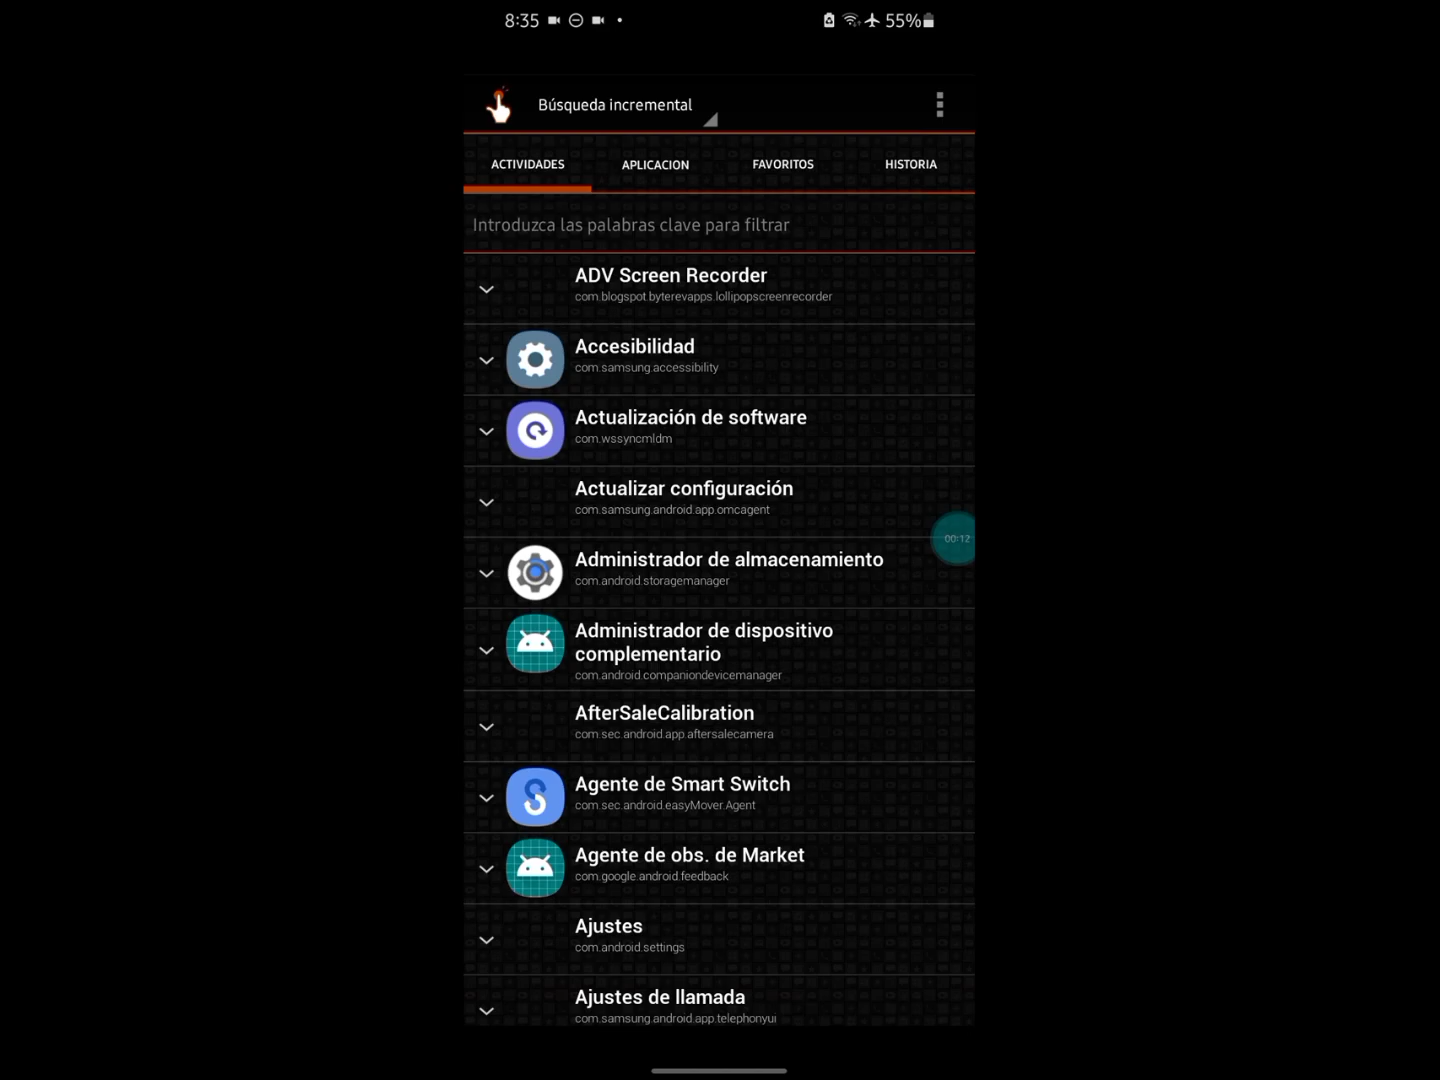 8:35
55%
Búsqueda incremental
ACTIVIDADES
APLICACION
FAVORITOS
HISTORIA
Introduzca las palabras clave para filtrar
ADV Screen Recorder
com.blogspot.byterevapps.lollipopscreenrecorder
Accesibilidad
com.samsung.accessibility
Actualización de software
com.wssyncmldm
Actualizar configuración
com.samsung.android.app.omcagent
00:12
Administrador de almacenamiento
com.android.storagemanager
Administrador de dispositivo
complementario
com.android.companiondevicemanager
AfterSaleCalibration
com.sec.android.app.aftersalecamera
Agente de Smart Switch
com.sec.android.easyMover.Agent
Agente de obs. de Market
com.google.android.feedback
Ajustes
com.android.settings
Ajustes de llamada
com.samsung.android.app.telephonyui